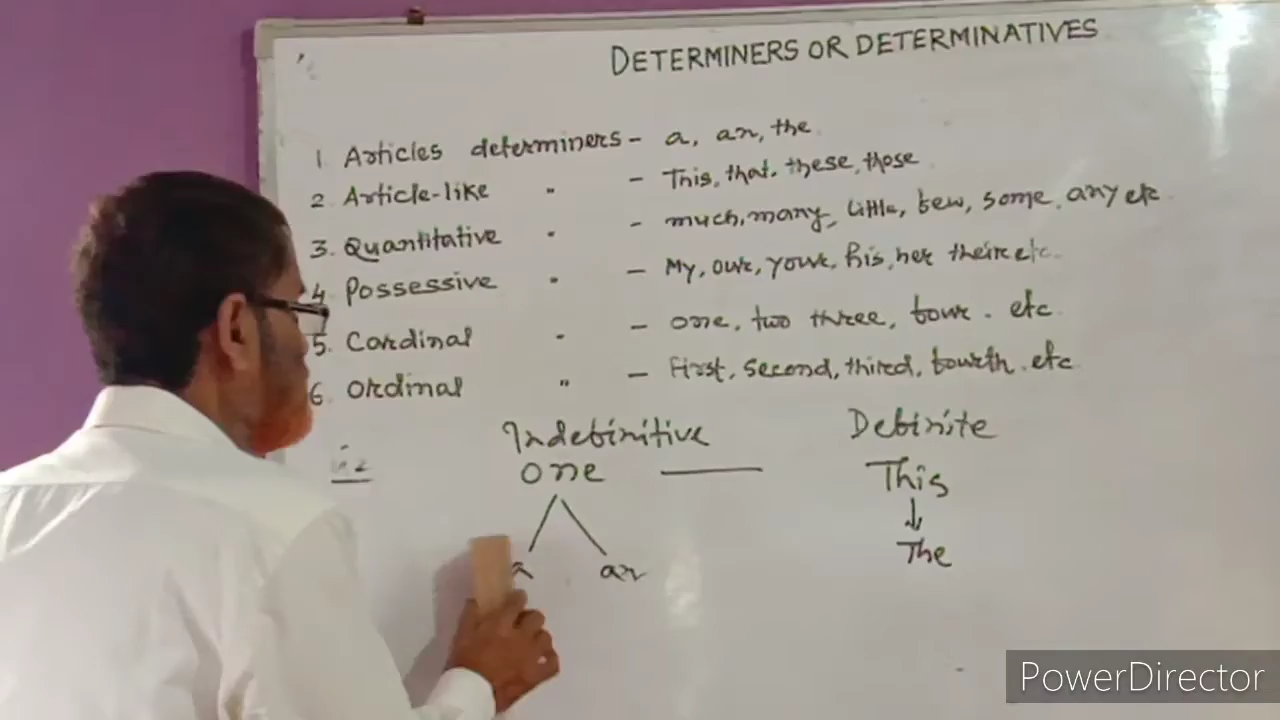 DETERMINERS OR DETERMINATIVES
1 Articles determiners - a, an, the
2. Article-like " - This, that, these, those
3. Quantitative " - much, many, little, few, some, any etc
4 Possessive " - My, our, your, his, her their etc.
5. Cardinal " - one, two three, four. etc
6. Ordinal " - First, second, third, fourth. etc
Indefinitive Definite
one This
a an The
PowerDirector